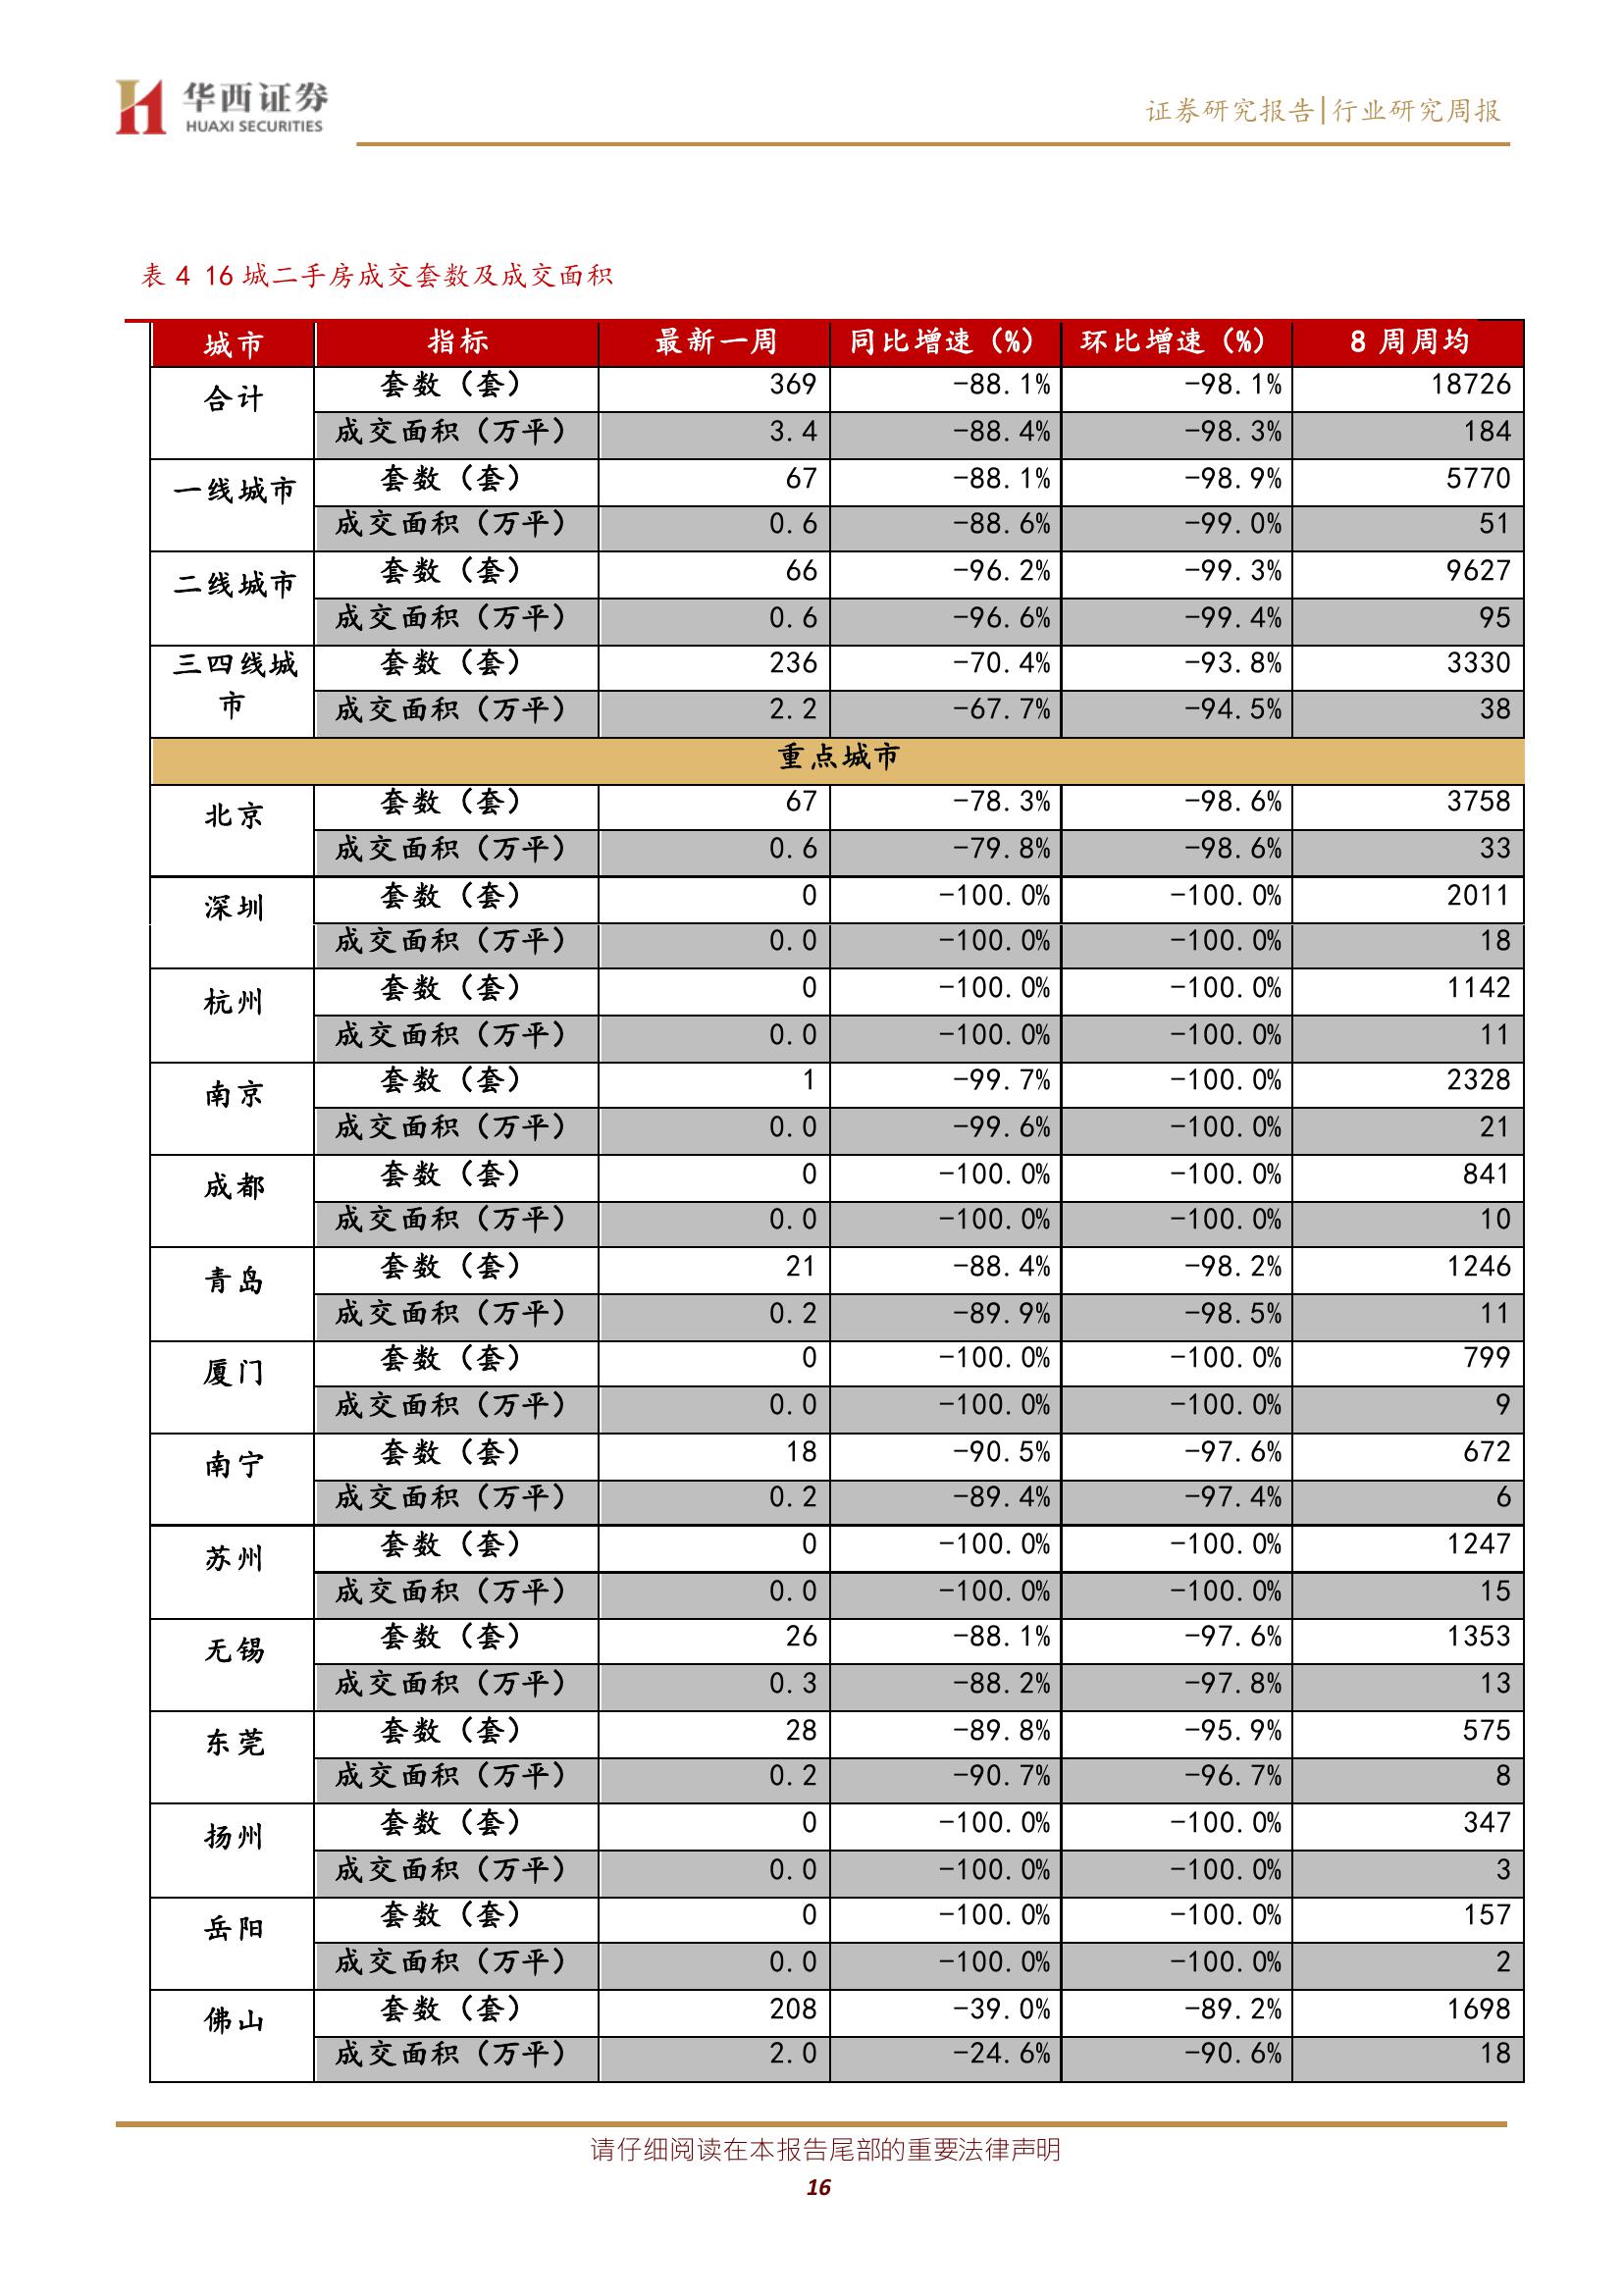 华西证券
HUAXI SECURITIES
证券研究报告|行业研究周报
表 4 16 城二手房成交套数及成交面积
城市 指标 最新一周 同比增速（%） 环比增速（%） 8 周周均
合计 套数（套） 369 -88.1% -98.1% 18726
成交面积（万平） 3.4 -88.4% -98.3% 184
一线城市 套数（套） 67 -88.1% -98.9% 5770
成交面积（万平） 0.6 -88.6% -99.0% 51
二线城市 套数（套） 66 -96.2% -99.3% 9627
成交面积（万平） 0.6 -96.6% -99.4% 95
三四线城 套数（套） 236 -70.4% -93.8% 3330
市 成交面积（万平） 2.2 -67.7% -94.5% 38
重点城市
北京 套数（套） 67 -78.3% -98.6% 3758
成交面积（万平） 0.6 -79.8% -98.6% 33
深圳 套数（套） 0 -100.0% -100.0% 2011
成交面积（万平） 0.0 -100.0% -100.0% 18
杭州 套数（套） 0 -100.0% -100.0% 1142
成交面积（万平） 0.0 -100.0% -100.0% 11
南京 套数（套） 1 -99.7% -100.0% 2328
成交面积（万平） 0.0 -99.6% -100.0% 21
成都 套数（套） 0 -100.0% -100.0% 841
成交面积（万平） 0.0 -100.0% -100.0% 10
青岛 套数（套） 21 -88.4% -98.2% 1246
成交面积（万平） 0.2 -89.9% -98.5% 11
厦门 套数（套） 0 -100.0% -100.0% 799
成交面积（万平） 0.0 -100.0% -100.0% 9
南宁 套数（套） 18 -90.5% -97.6% 672
成交面积（万平） 0.2 -89.4% -97.4% 6
苏州 套数（套） 0 -100.0% -100.0% 1247
成交面积（万平） 0.0 -100.0% -100.0% 15
无锡 套数（套） 26 -88.1% -97.6% 1353
成交面积（万平） 0.3 -88.2% -97.8% 13
东莞 套数（套） 28 -89.8% -95.9% 575
成交面积（万平） 0.2 -90.7% -96.7% 8
扬州 套数（套） 0 -100.0% -100.0% 347
成交面积（万平） 0.0 -100.0% -100.0% 3
岳阳 套数（套） 0 -100.0% -100.0% 157
成交面积（万平） 0.0 -100.0% -100.0% 2
佛山 套数（套） 208 -39.0% -89.2% 1698
成交面积（万平） 2.0 -24.6% -90.6% 18
请仔细阅读在本报告尾部的重要法律声明
16